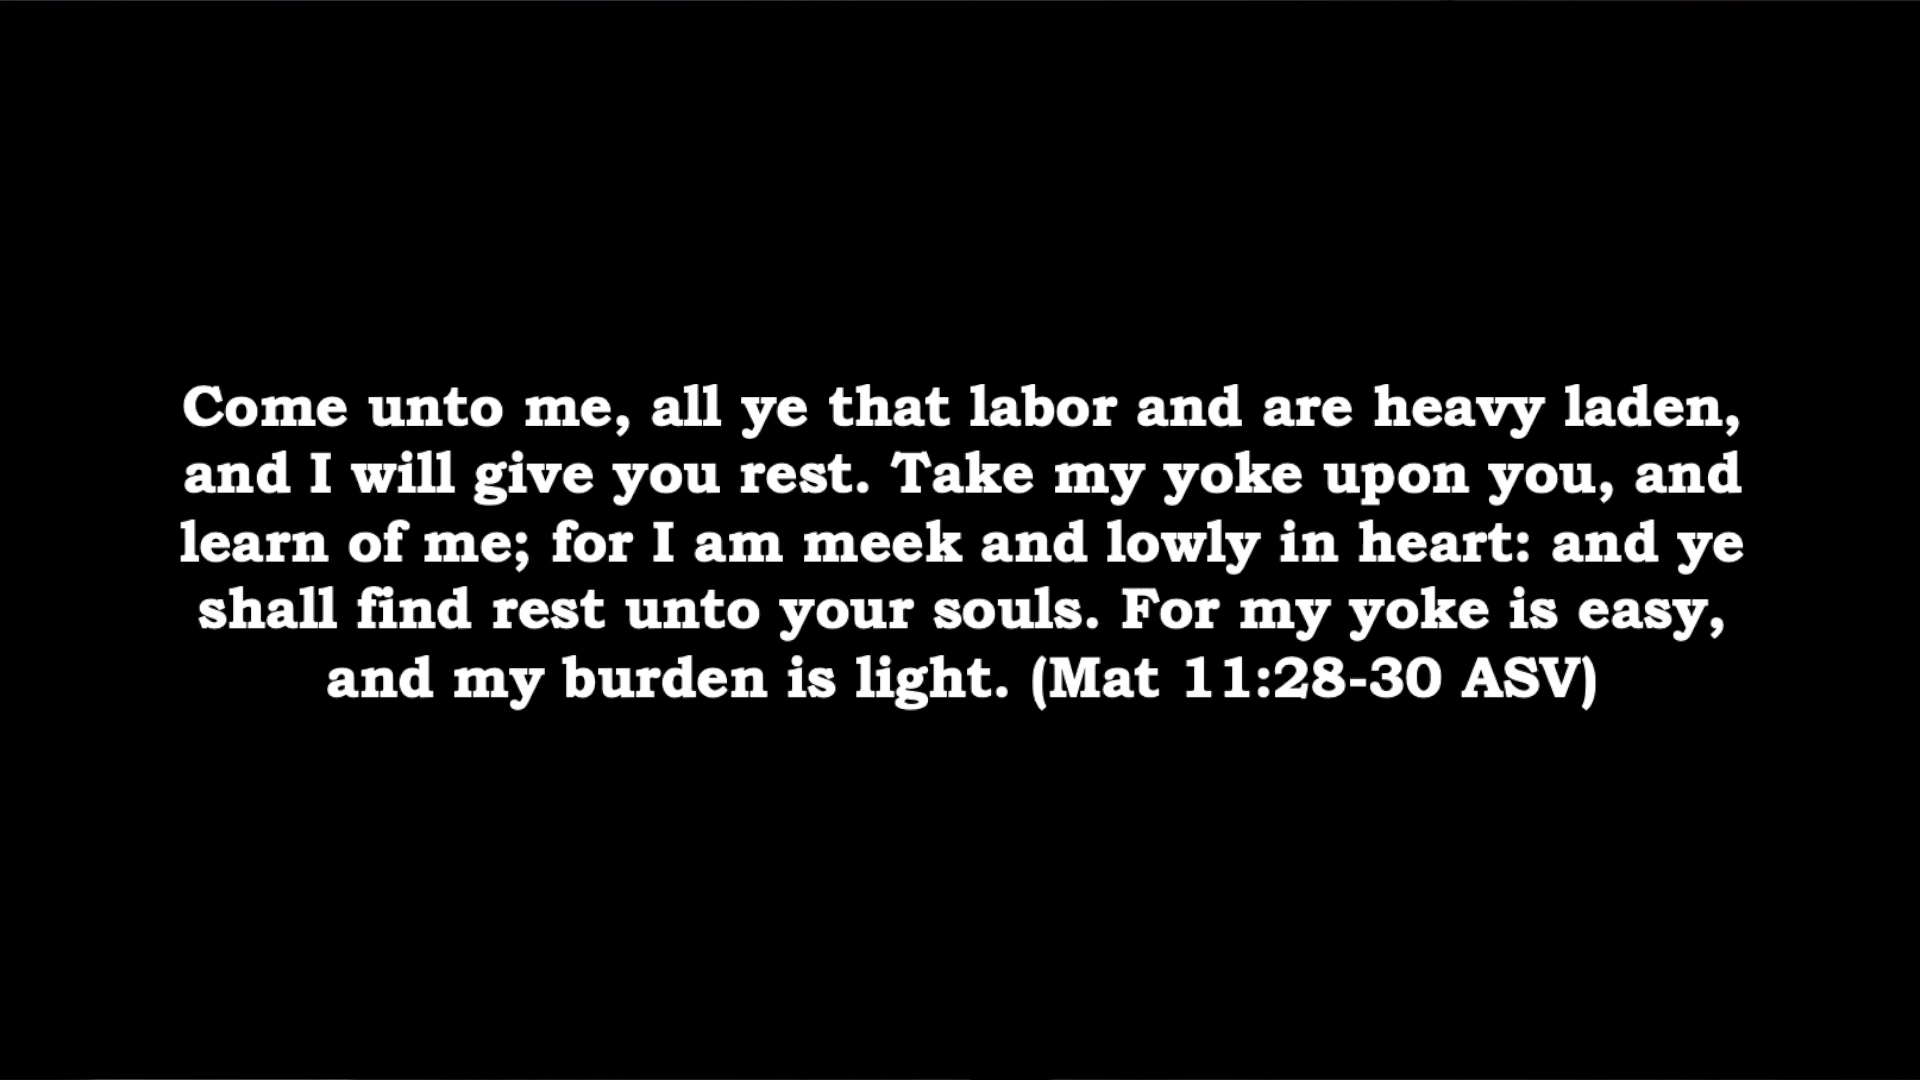 Come unto me, all ye that labor and are heavy laden,
and I will give you rest. Take my yoke upon you, and
learn of me; for I am meek and lowly in heart: and ye
shall find rest unto your souls. For my yoke is easy,
and my burden is light. (Mat 11:28-30 ASV)